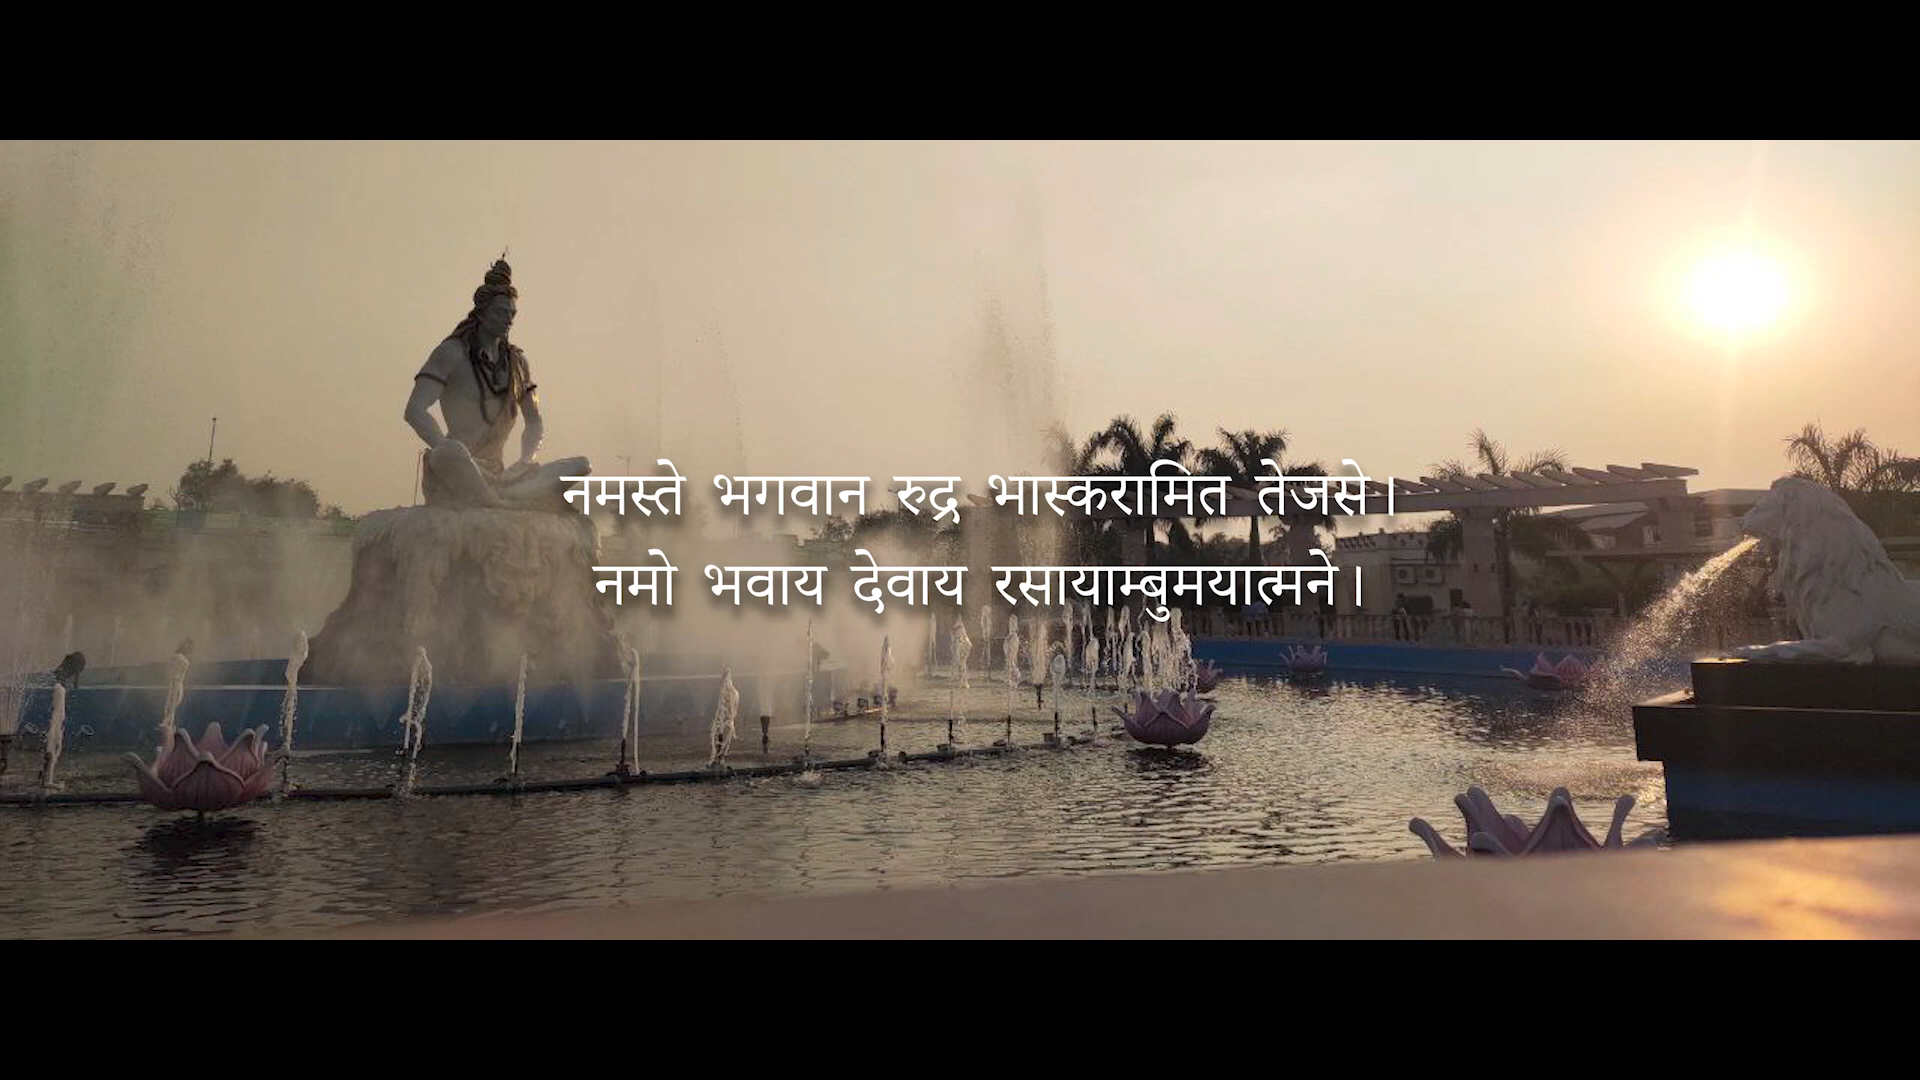 नमस्ते भगवान रुद्र भास्करामित तेजसे।
नमो भवाय देवाय रसायाम्बुमयात्मने।